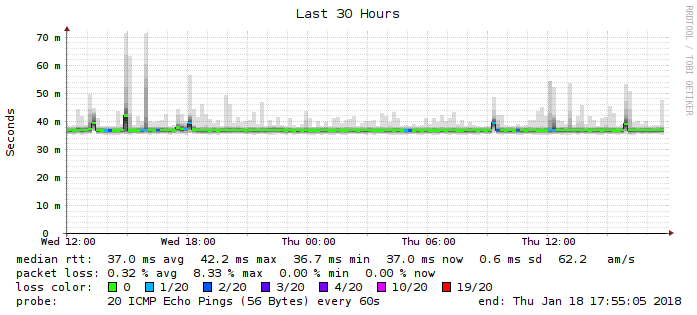 Last 30 Hours
RRDTOOL / TOBI OETIKER
Seconds
70 m
60 m
50 m
40 m
30 m
20 m
10 m
0
Wed 12:00 Wed 18:00 Thu 00:00 Thu 06:00 Thu 12:00
median rtt: 37.0 ms avg 42.2 ms max 36.7 ms min 37.0 ms now 0.6 ms sd 62.2 am/s
packet loss: 0.32 % avg 8.33 % max 0.00 % min 0.00 % now
loss color: 0 1/20 2/20 3/20 4/20 10/20 19/20
probe: 20 ICMP Echo Pings (56 Bytes) every 60s end: Thu Jan 18 17:55:05 2018